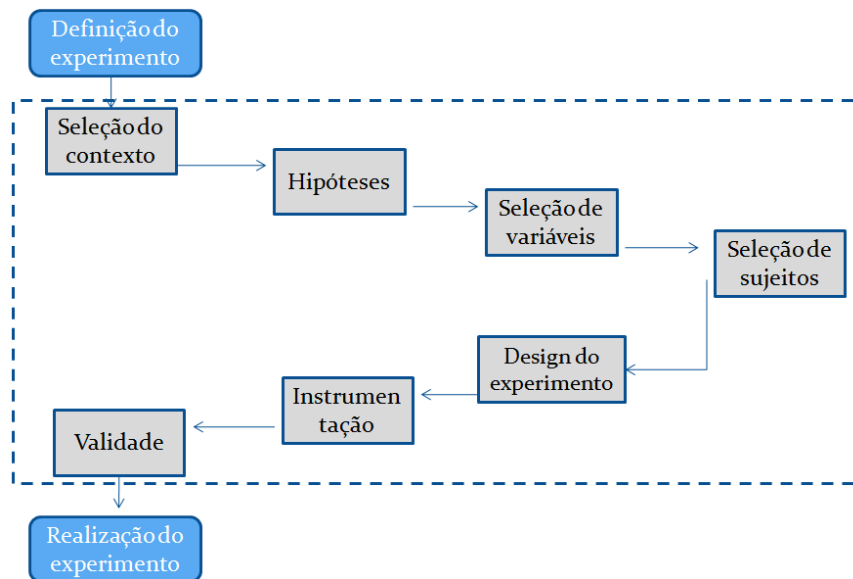 Definição do
experimento
Seleção do
contexto
Hipóteses
Seleção de
variáveis
Seleção de
sujeitos
Design do
experimento
Instrumen
tação
Validade
Realização do
experimento